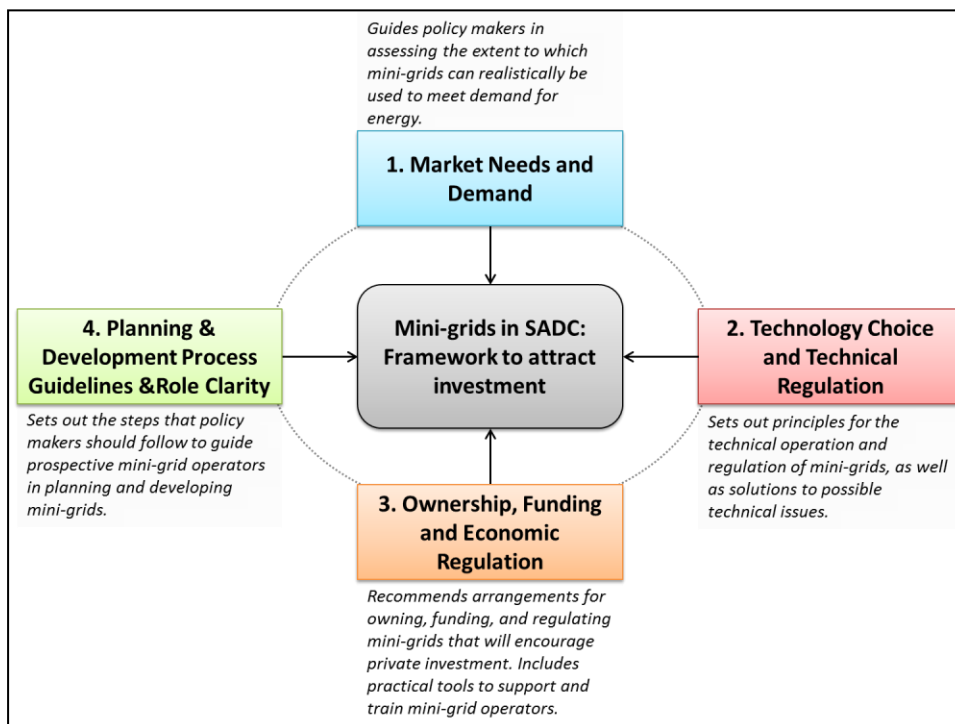 Guides policy makers in
assessing the extent to which
mini-grids can realistically be
used to meet demand for
energy.
1. Market Needs and
Demand
4. Planning &
Development Process
Guidelines &Role Clarity
Sets out the steps that policy
makers should follow to guide
prospective mini-grid operators
in planning and developing
mini-grids.
Mini-grids in SADC:
Framework to attract
investment
2. Technology Choice
and Technical
Regulation
Sets out principles for the
technical operation and
regulation of mini-grids, as well
as solutions to possible
technical issues.
3. Ownership, Funding
and Economic
Regulation
Recommends arrangements for
owning, funding, and regulating
mini-grids that will encourage
private investment. Includes
practical tools to support and
train mini-grid operators.